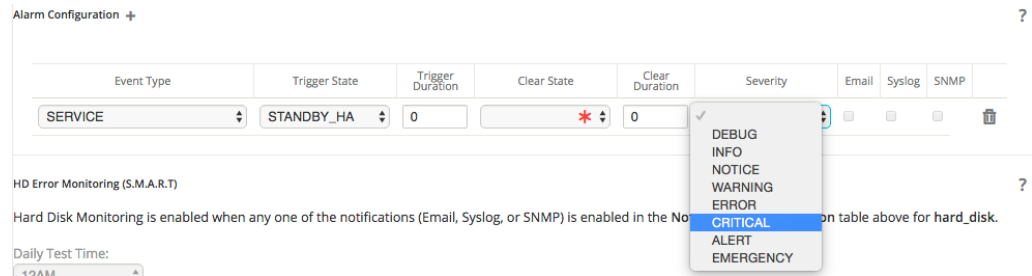 Alarm Configuration +
?
Event Type Trigger State Trigger Duration Clear State Clear Duration Severity Email Syslog SNMP
SERVICE STANDBY_HA 0 * 0
DEBUG
INFO
NOTICE
WARNING
ERROR
CRITICAL
ALERT
EMERGENCY
HD Error Monitoring (S.M.A.R.T)
?
Hard Disk Monitoring is enabled when any one of the notifications (Email, Syslog, or SNMP) is enabled in the on table above for hard_disk.
Daily Test Time:
12AM